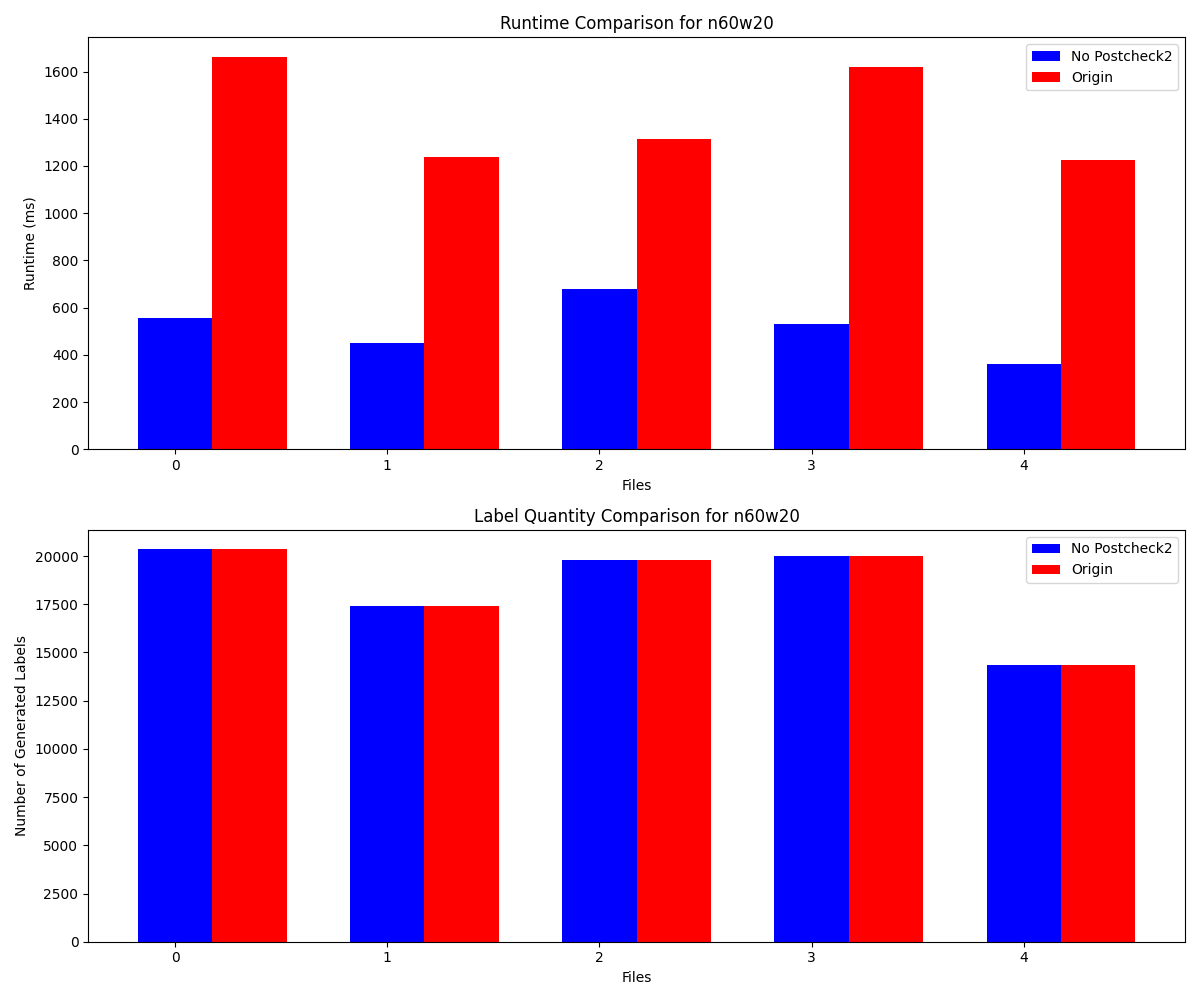 Runtime Comparison for n60w20
No Postcheck2
Origin
Runtime (ms)
1600
1400
1200
1000
800
600
400
200
0
0 1 2 3 4
Files
Label Quantity Comparison for n60w20
No Postcheck2
Origin
Number of Generated Labels
20000
17500
15000
12500
10000
7500
5000
2500
0
0 1 2 3 4
Files